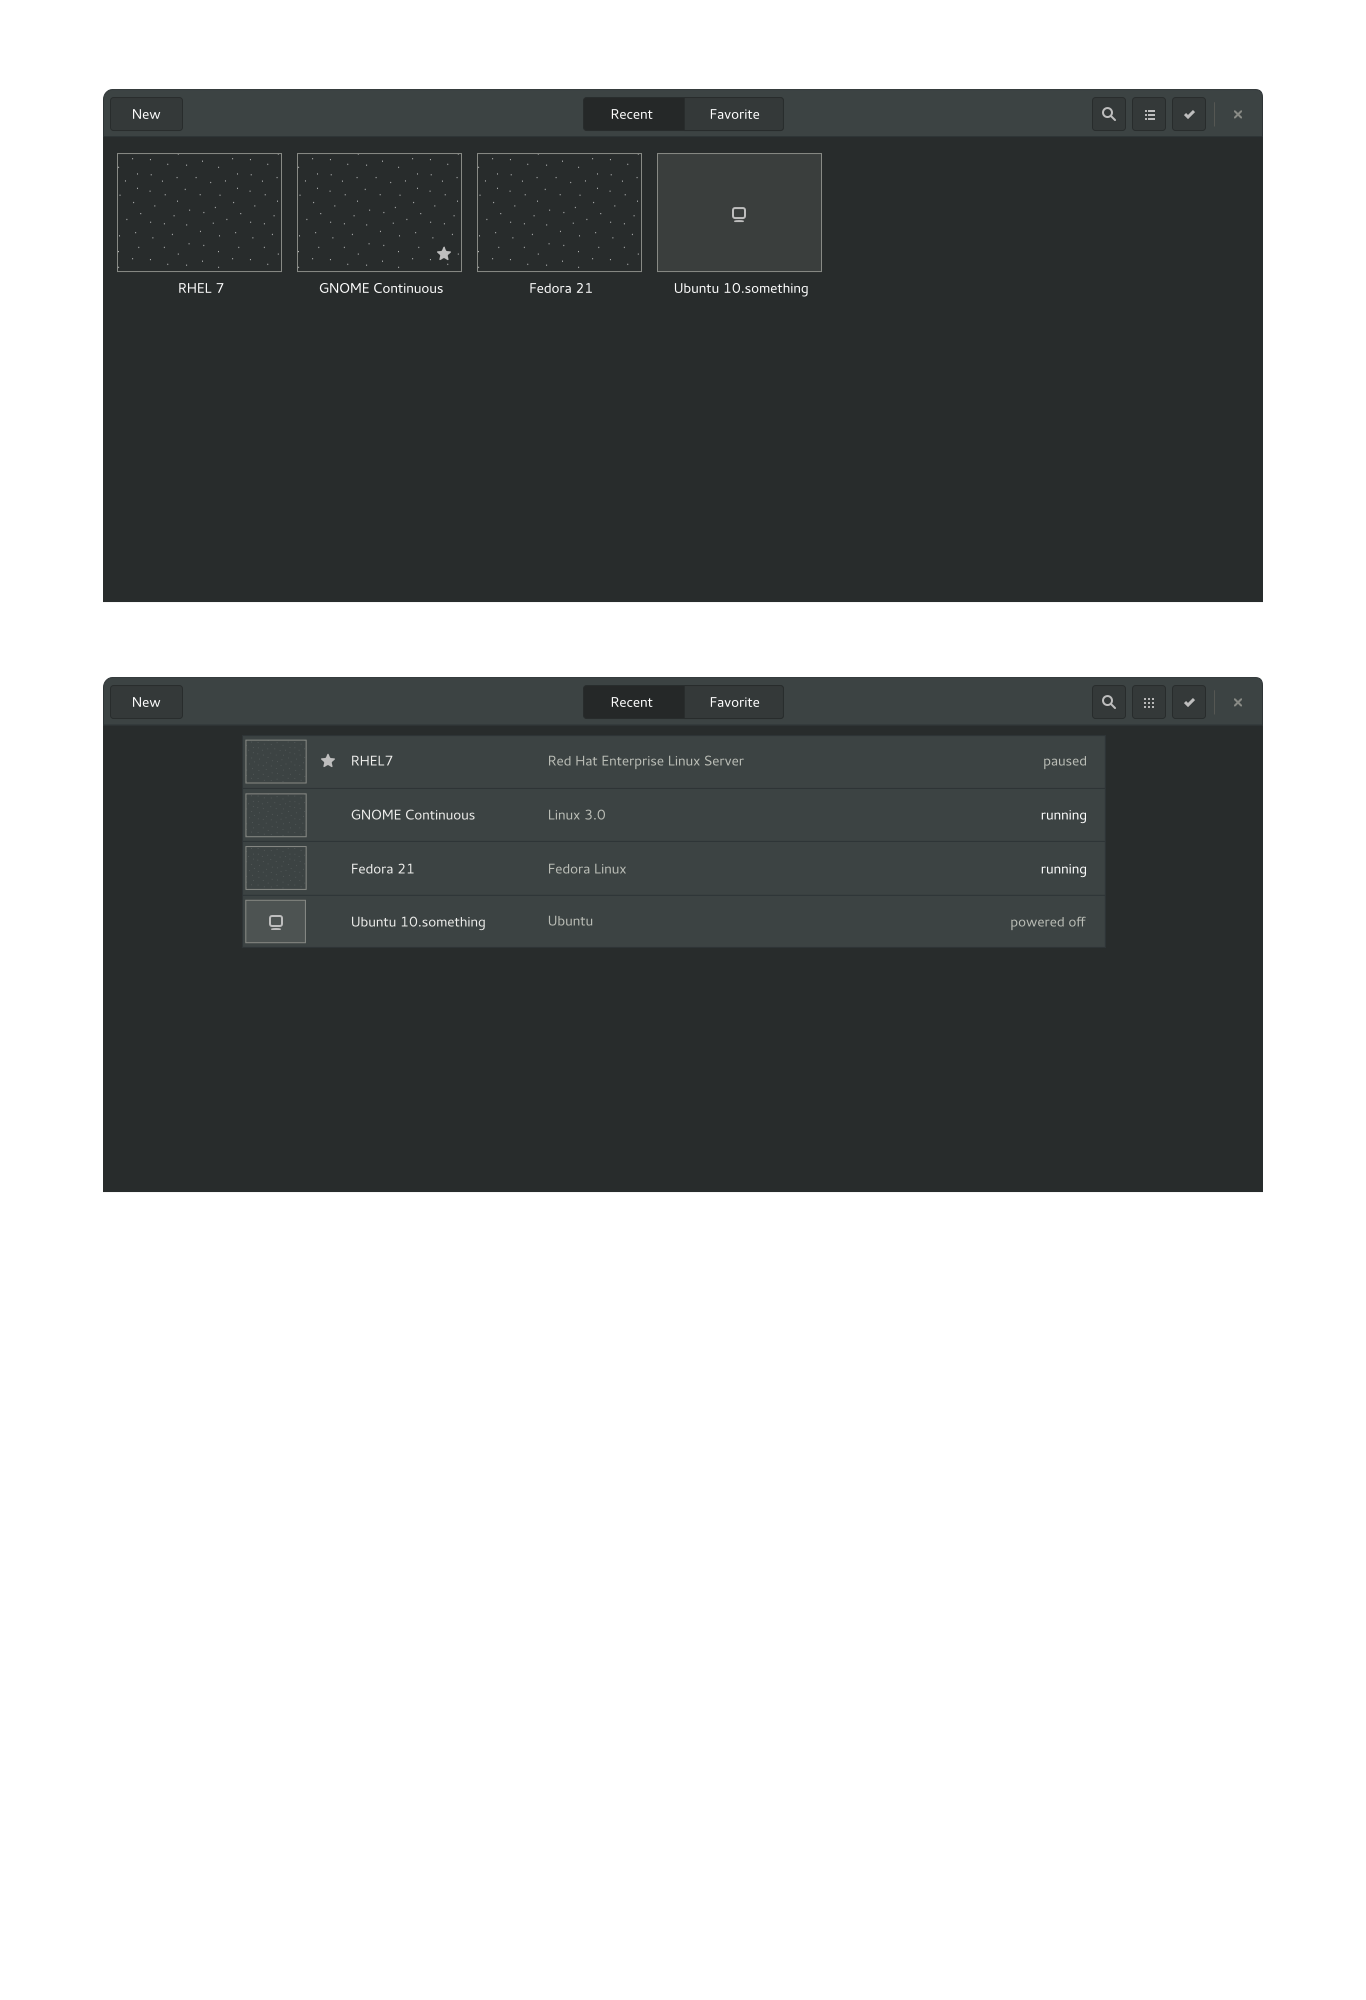 New Recent Favorite
RHEL 7 GNOME Continuous Fedora 21 Ubuntu 10.something
New Recent Favorite
RHEL7 Red Hat Enterprise Linux Server paused
GNOME Continuous Linux 3.0 running
Fedora 21 Fedora Linux running
Ubuntu 10.something Ubuntu powered off